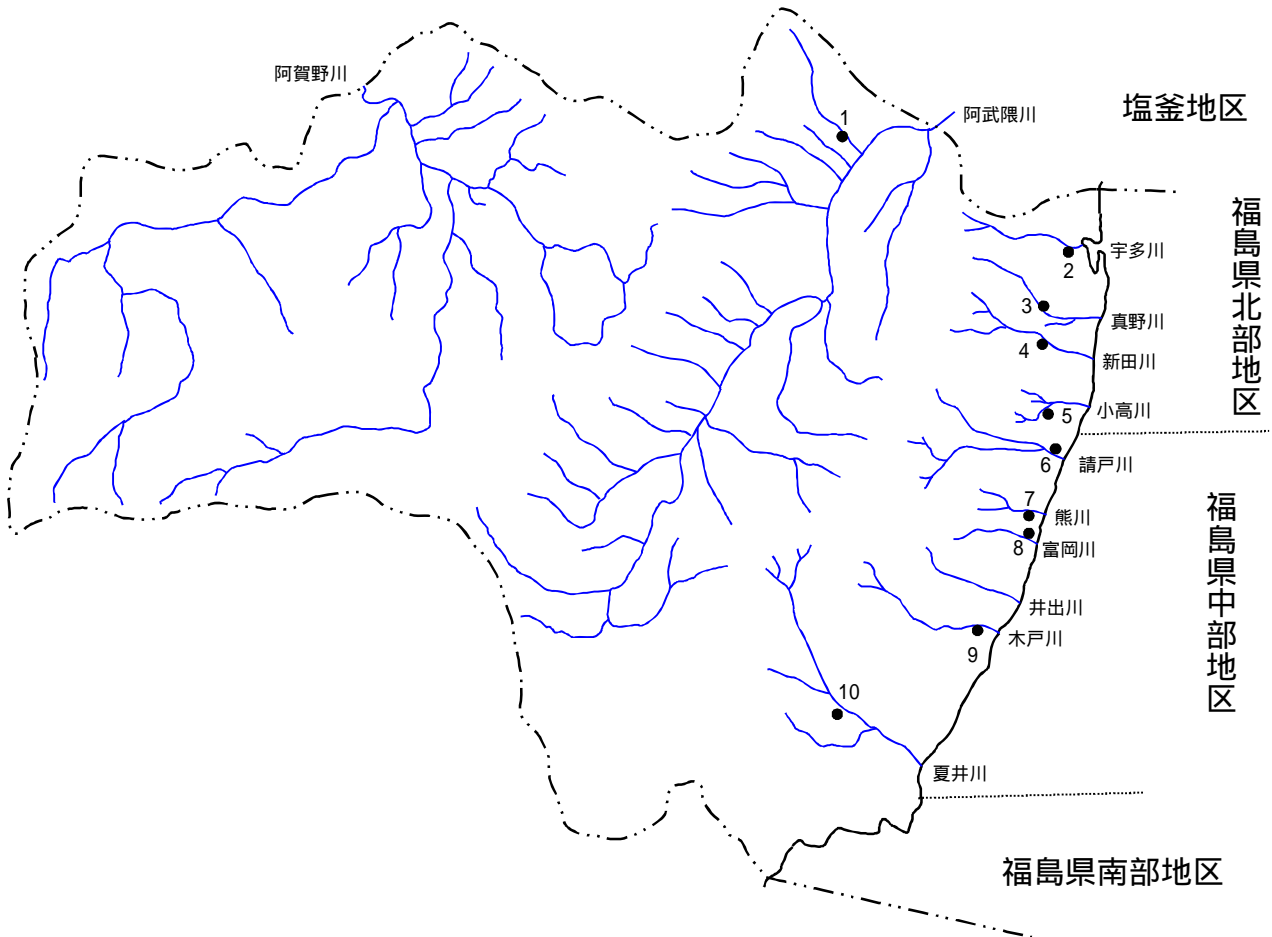 阿賀野川
阿武隈川
塩釜地区
1
宇多川
2
福島県北部地区
3
真野川
4
新田川
5
小高川
6
請戸川
7
熊川
8
富岡川
福島県中部地区
井出川
木戸川
9
10
夏井川
福島県南部地区